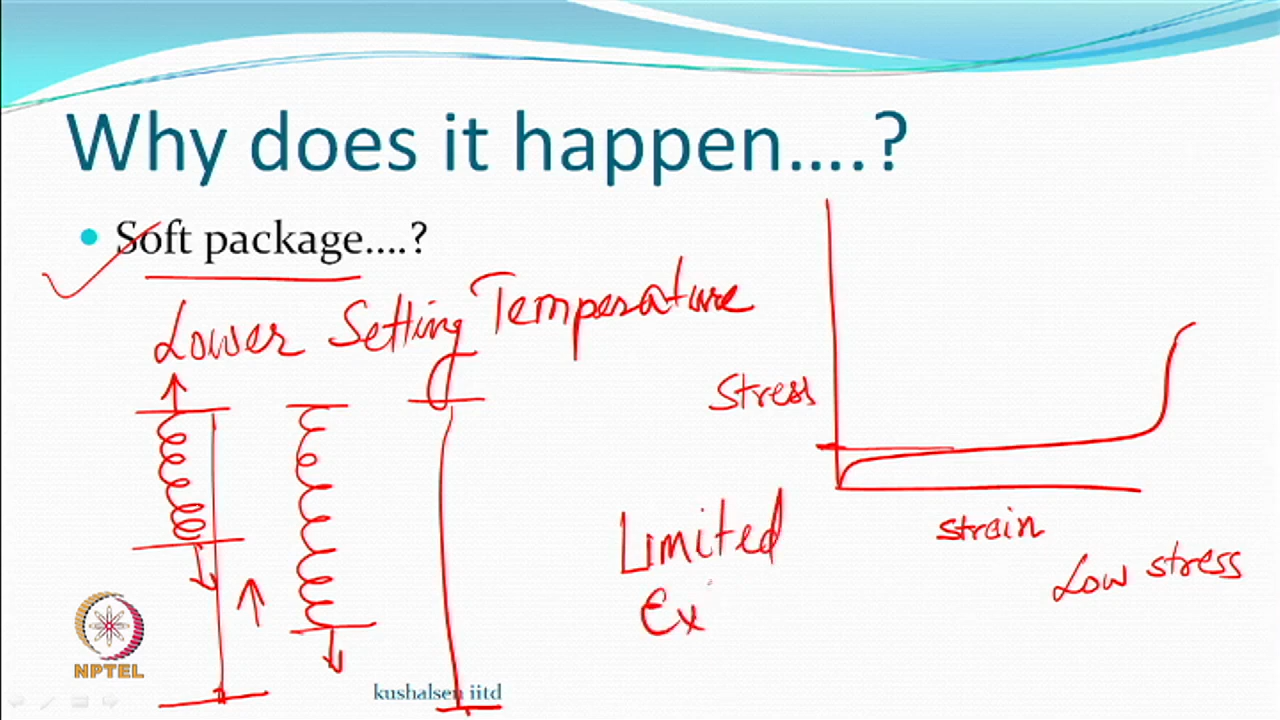 Why does it happen....?
Soft package....?
Lower Setting Temperature
Stress
strain
Low stress
Limited
Ex
NPTEL
kushalsen iitd